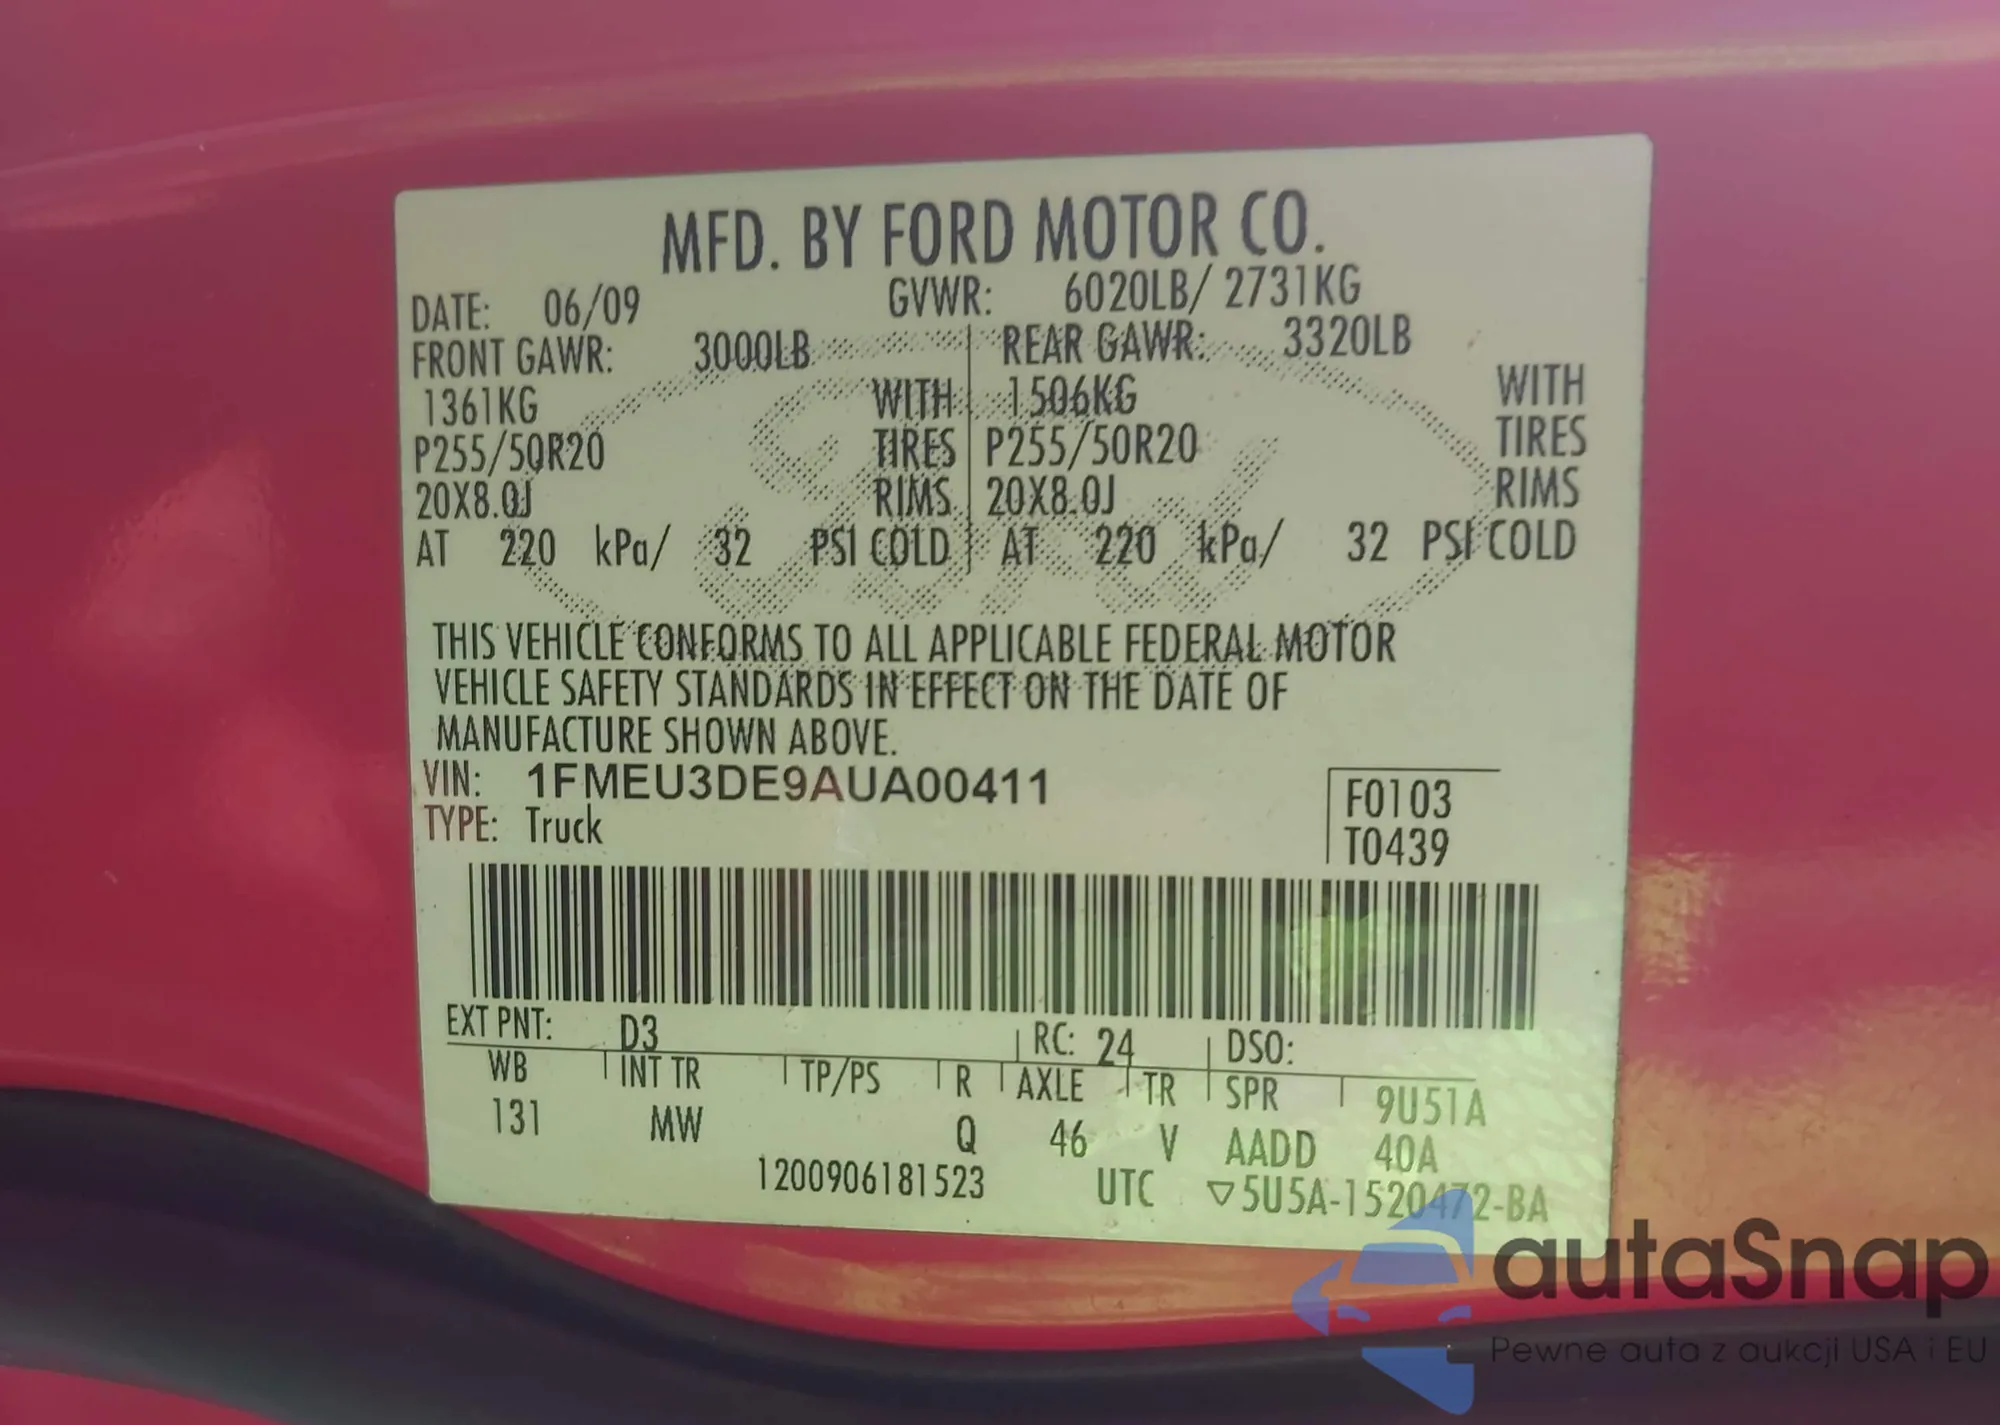 MFD. BY FORD MOTOR CO.
DATE: 06/09 GVWR: 6020LB/ 2731KG
FRONT GAWR: 3000LB REAR GAWR: 3320LB
1361KG WITH 1506KG WITH
P255/50R20 TIRES P255/50R20 TIRES
20X8.0J RIMS 20X8.0J RIMS
AT 220 kPa/ 32 PSI COLD AT 220 kPa/ 32 PSI COLD
THIS VEHICLE CONFORMS TO ALL APPLICABLE FEDERAL MOTOR
VEHICLE SAFETY STANDARDS IN EFFECT ON THE DATE OF
MANUFACTURE SHOWN ABOVE.
VIN: 1FMEU3DE9AUA00411
TYPE: Truck
F0103
T0439
EXT PNT: D3 RC: 24 DSO:
WB INT TR TP/PS R AXLE TR SPR 9U51A
131 MW Q 46 V AADD 40A
1200906181523 UTC ▽5U5A-1520472-BA
autaSnap
Pewne auta z aukcji USA i EU